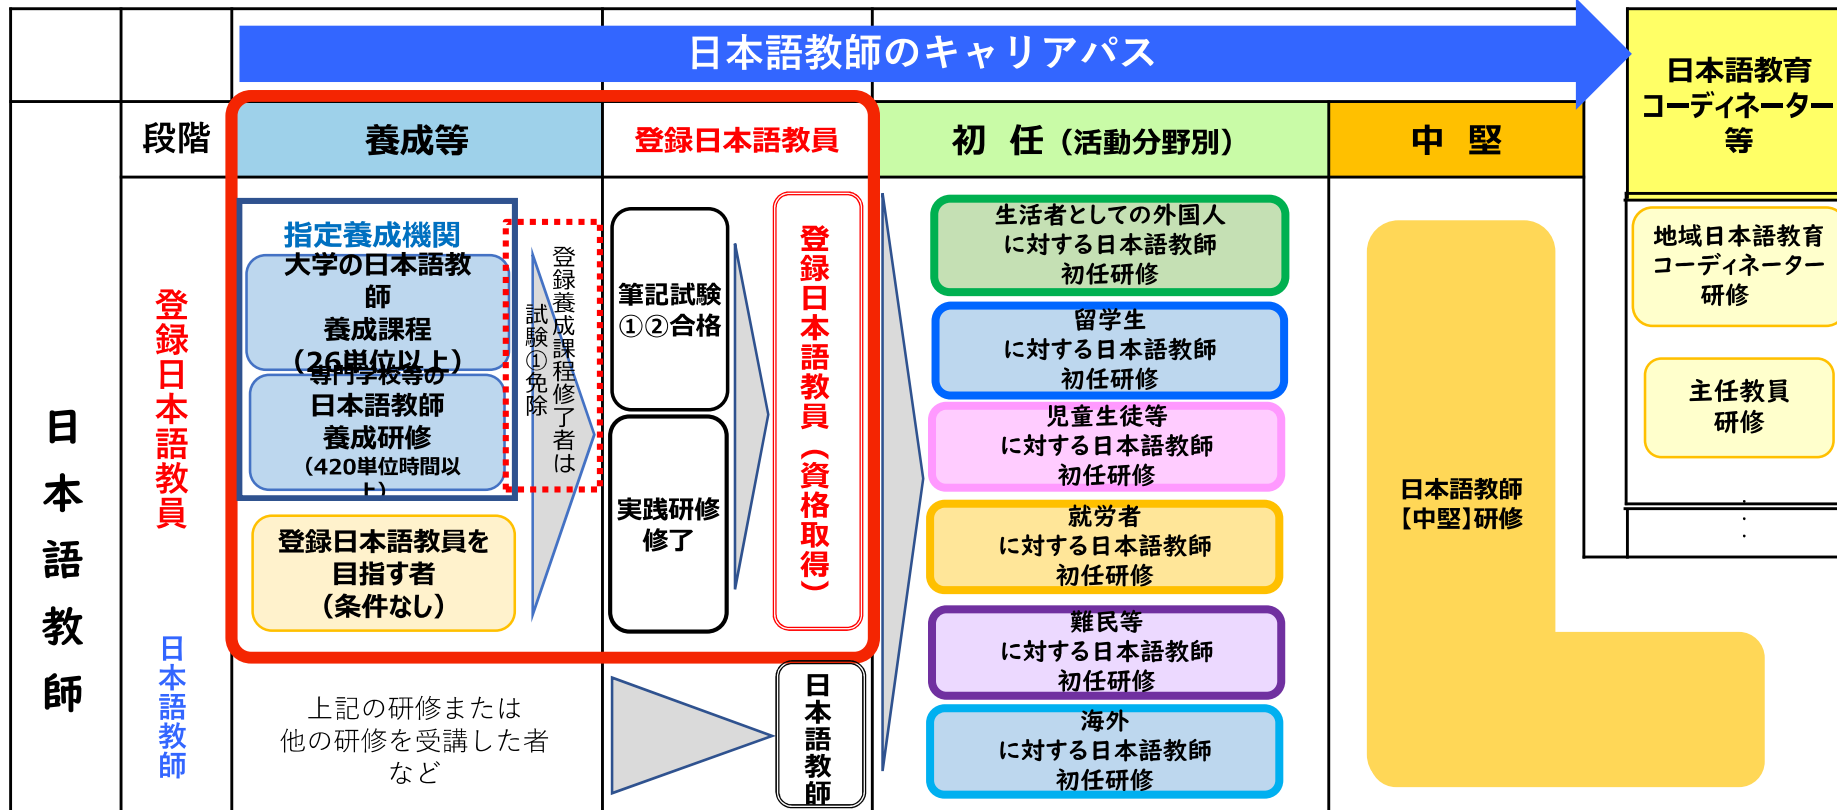 日本語教師のキャリアパス
日本語教育
コーディネーター
等
段階
養成等
登録日本語教員
初 任（活動分野別）
中 堅
日本語教師
登録日本語教員
日本語教師
指定養成機関
大学の日本語教
師
養成課程
（26単位以上）
専門学校等の
日本語教師
養成研修
（420単位時間以
上）
登録養成課程修了者は
試験①免除
登録日本語教員を
目指す者
（条件なし）
上記の研修または
他の研修を受講した者
など
筆記試験
①②合格
実践研修
修了
登録日本語教員（資格取得）
日本語教師
生活者としての外国人
に対する日本語教師
初任研修
留学生
に対する日本語教師
初任研修
児童生徒等
に対する日本語教師
初任研修
就労者
に対する日本語教師
初任研修
難民等
に対する日本語教師
初任研修
海外
に対する日本語教師
初任研修
日本語教師
【中堅】研修
地域日本語教育
コーディネーター
研修
主任教員
研修